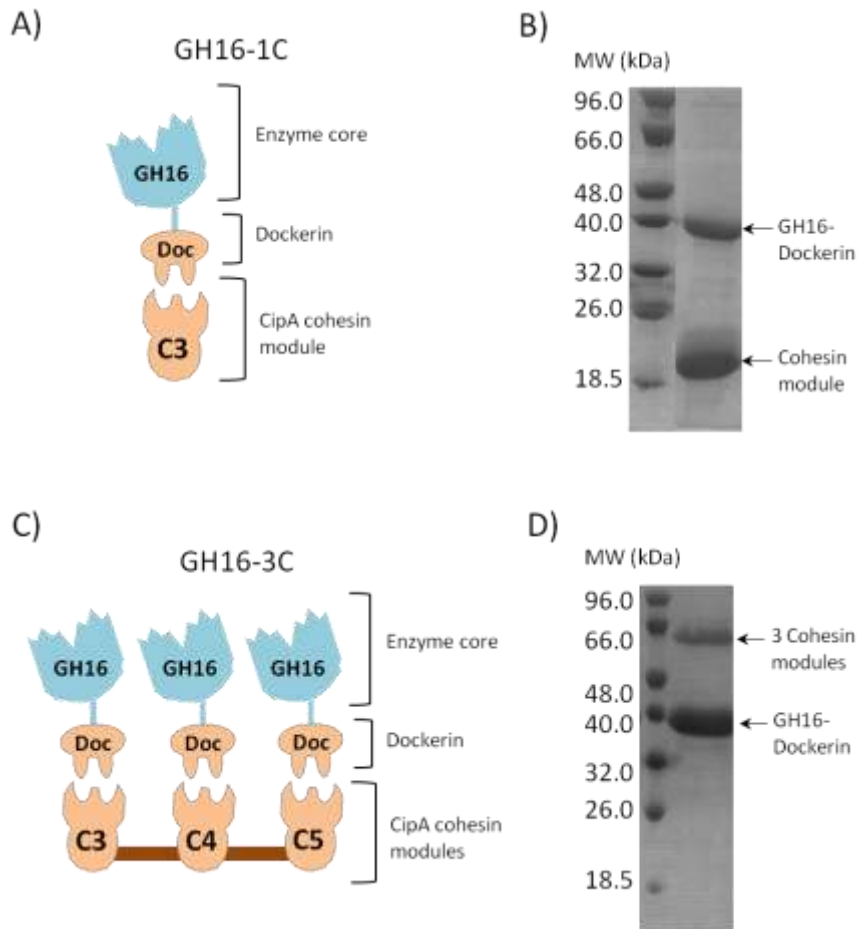 A)
GH16-1C
GH16
Enzyme core
Doc
Dockerin
C3
CipA cohesin
module
B)
MW (kDa)
96.0
66.0
48.0
40.0
32.0
26.0
18.5
GH16-
Dockerin
Cohesin
module
C)
GH16-3C
GH16 GH16 GH16
Enzyme core
Doc Doc Doc
Dockerin
C3 C4 C5
CipA cohesin
modules
D)
MW (kDa)
96.0
66.0
48.0
40.0
32.0
26.0
18.5
3 Cohesin
modules
GH16-
Dockerin